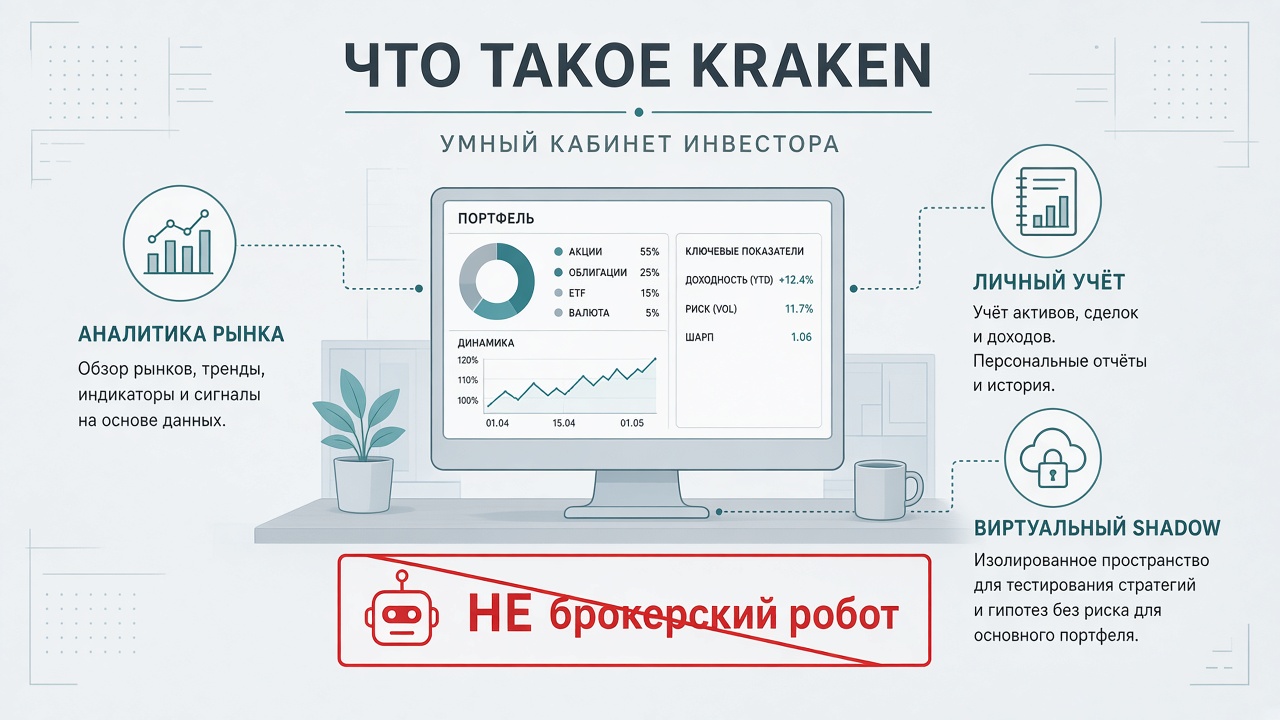 ЧТО ТАКОЕ KRAKEN
УМНЫЙ КАБИНЕТ ИНВЕСТОРА
АНАЛИТИКА РЫНКА
Обзор рынков, тренды,
индикаторы и сигналы
на основе данных.
ПОРТФЕЛЬ
АКЦИИ 55%
ОБЛИГАЦИИ 25%
ETF 15%
ВАЛЮТА 5%
ДИНАМИКА
120%
110%
100%
01.04 15.04 01.05
КЛЮЧЕВЫЕ ПОКАЗАТЕЛИ
ДОХОДНОСТЬ (YTD) +12.4%
РИСК (VOL) 11.7%
ШАРП 1.06
ЛИЧНЫЙ УЧЁТ
Учёт активов, сделок
и доходов.
Персональные отчёты
и история.
ВИРТУАЛЬНЫЙ SHADOW
Изолированное пространство
для тестирования стратегий
и гипотез без риска для
основного портфеля.
НЕ брокерский робот